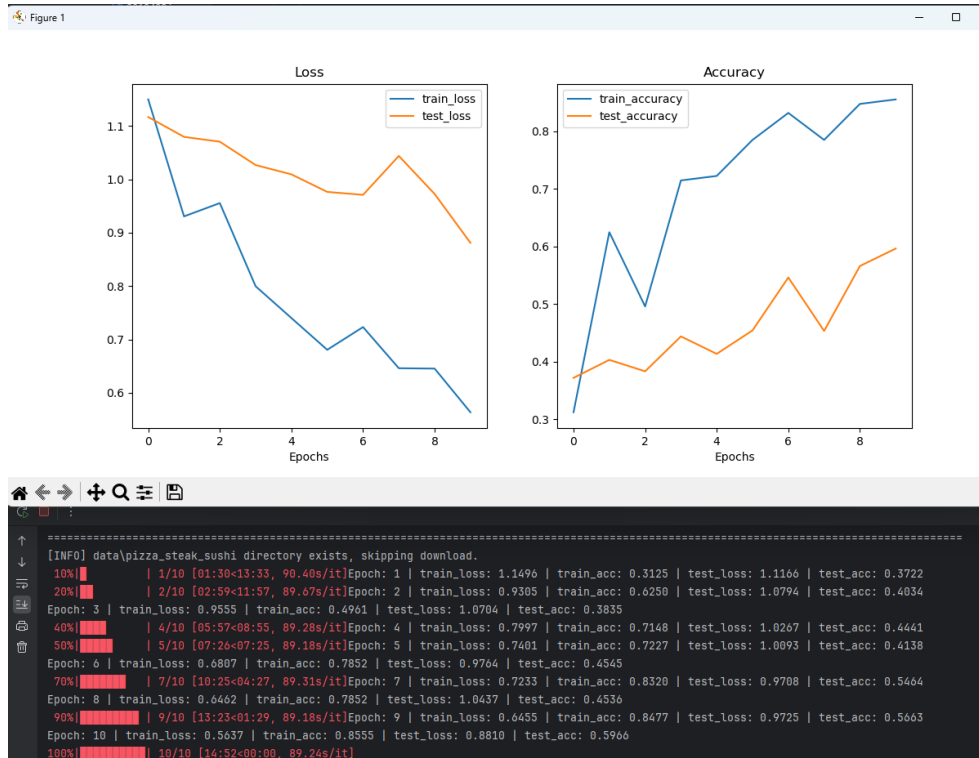 Figure 1
Loss
Accuracy
train_loss
test_loss
train_accuracy
test_accuracy
1.1
1.0
0.9
0.8
0.7
0.6
0 2 4 6 8
Epochs
0.8
0.7
0.6
0.5
0.4
0.3
0 2 4 6 8
Epochs
==========================================================================================
[INFO] data\pizza_steak_sushi directory exists, skipping download.
10%| | 1/10 [01:30<13:33, 90.40s/it]Epoch: 1 | train_loss: 1.1496 | train_acc: 0.3125 | test_loss: 1.1166 | test_acc: 0.3722
20%| | 2/10 [02:59<11:57, 89.67s/it]Epoch: 2 | train_loss: 0.9305 | train_acc: 0.6250 | test_loss: 1.0794 | test_acc: 0.4034
Epoch: 3 | train_loss: 0.9555 | train_acc: 0.4961 | test_loss: 1.0704 | test_acc: 0.3835
40%| | 4/10 [05:57<08:55, 89.28s/it]Epoch: 4 | train_loss: 0.7997 | train_acc: 0.7148 | test_loss: 1.0267 | test_acc: 0.4441
50%| | 5/10 [07:26<07:25, 89.18s/it]Epoch: 5 | train_loss: 0.7401 | train_acc: 0.7227 | test_loss: 1.0093 | test_acc: 0.4138
Epoch: 6 | train_loss: 0.6807 | train_acc: 0.7852 | test_loss: 0.9764 | test_acc: 0.4545
70%| | 7/10 [10:25<04:27, 89.31s/it]Epoch: 7 | train_loss: 0.7233 | train_acc: 0.8320 | test_loss: 0.9708 | test_acc: 0.5464
Epoch: 8 | train_loss: 0.6462 | train_acc: 0.7852 | test_loss: 1.0437 | test_acc: 0.4536
90%| | 9/10 [13:23<01:29, 89.18s/it]Epoch: 9 | train_loss: 0.6455 | train_acc: 0.8477 | test_loss: 0.9725 | test_acc: 0.5663
Epoch: 10 | train_loss: 0.5637 | train_acc: 0.8555 | test_loss: 0.8810 | test_acc: 0.5966
100%| | 10/10 [14:52<00:00, 89.24s/it]